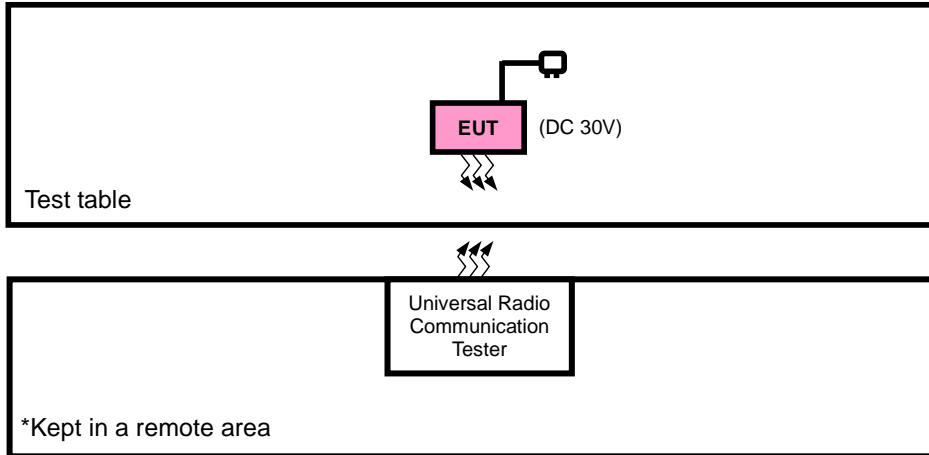 EUT
(DC 30V)
Test table
Universal Radio
Communication
Tester
*Kept in a remote area